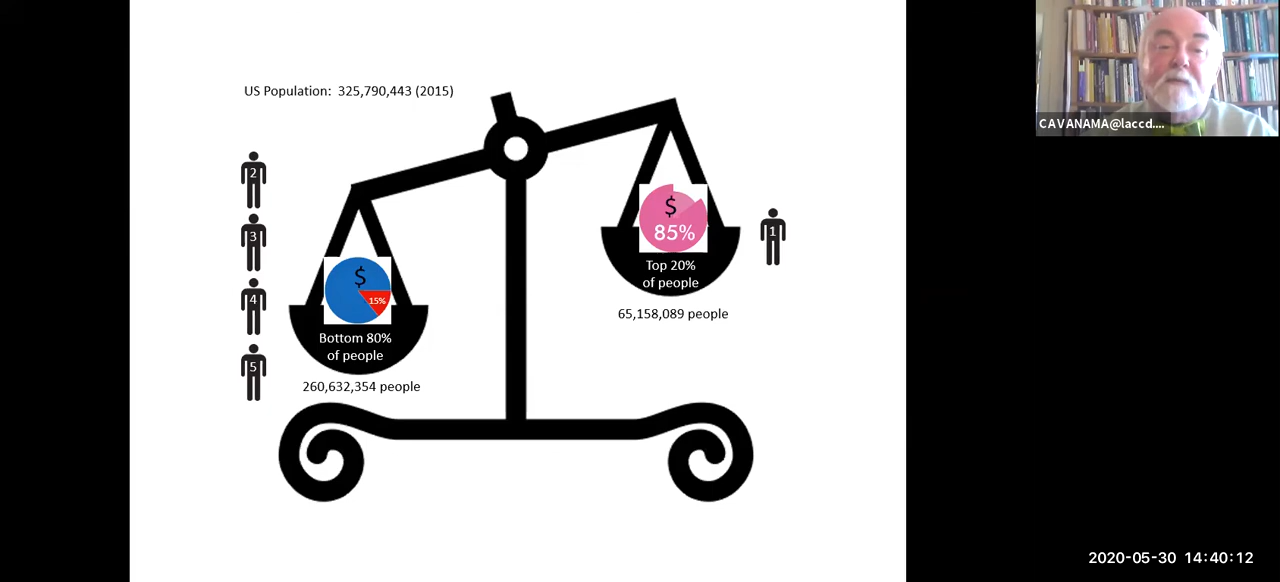 CAVANAMA@laccd....
US Population:  325,790,443 (2015)
2
3
4
5
1
$
85%
Top 20%
of people
65,158,089 people
$
15%
Bottom 80%
of people
260,632,354 people
2020-05-30  14:40:12